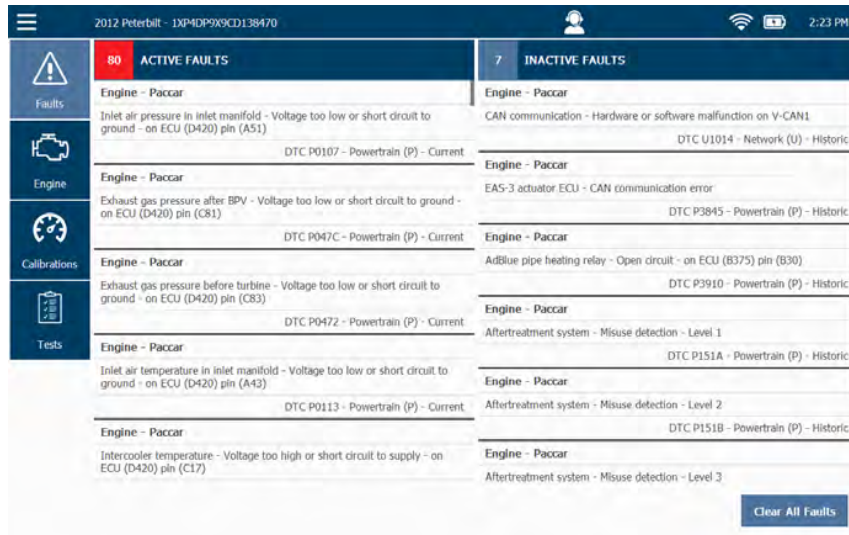 2012 Peterbilt - 1XP4DP9X9CD138470
2:23 PM
Faults
Engine
Calibrations
Tests
80 ACTIVE FAULTS
Engine - Paccar
Inlet air pressure in inlet manifold - Voltage too low or short circuit to
ground - on ECU (D420) pin (A51)
DTC P0107 - Powertrain (P) - Current
Engine - Paccar
Exhaust gas pressure after BPV - Voltage too low or short circuit to ground -
on ECU (D420) pin (C81)
DTC P047C - Powertrain (P) - Current
Engine - Paccar
Exhaust gas pressure before turbine - Voltage too low or short circuit to
ground - on ECU (D420) pin (C83)
DTC P0472 - Powertrain (P) - Current
Engine - Paccar
Inlet air temperature in inlet manifold - Voltage too low or short circuit to
ground - on ECU (D420) pin (A43)
DTC P0113 - Powertrain (P) - Current
Engine - Paccar
Intercooler temperature - Voltage too high or short circuit to supply - on
ECU (D420) pin (C17)
7 INACTIVE FAULTS
Engine - Paccar
CAN communication - Hardware or software malfunction on V-CAN1
DTC U1014 - Network (U) - Historic
Engine - Paccar
EAS-3 actuator ECU - CAN communication error
DTC P3845 - Powertrain (P) - Historic
Engine - Paccar
AdBlue pipe heating relay - Open circuit - on ECU (B375) pin (B30)
DTC P3910 - Powertrain (P) - Historic
Engine - Paccar
Aftertreatment system - Misuse detection - Level 1
DTC P151A - Powertrain (P) - Historic
Engine - Paccar
Aftertreatment system - Misuse detection - Level 2
DTC P151B - Powertrain (P) - Historic
Engine - Paccar
Aftertreatment system - Misuse detection - Level 3
Clear All Faults